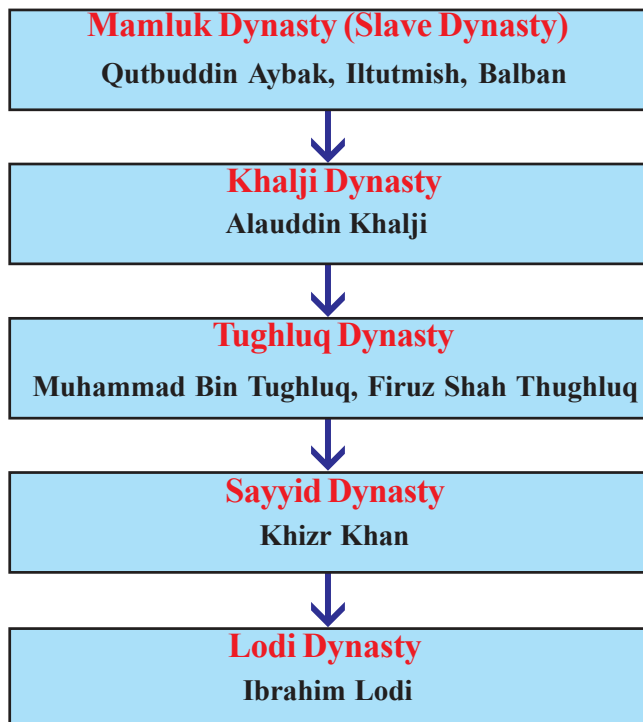 Mamluk Dynasty (Slave Dynasty)
Qutbuddin Aybak, Iltutmish, Balban
Khalji Dynasty
Alauddin Khalji
Tughluq Dynasty
Muhammad Bin Tughluq, Firuz Shah Thughluq
Sayyid Dynasty
Khizr Khan
Lodi Dynasty
Ibrahim Lodi